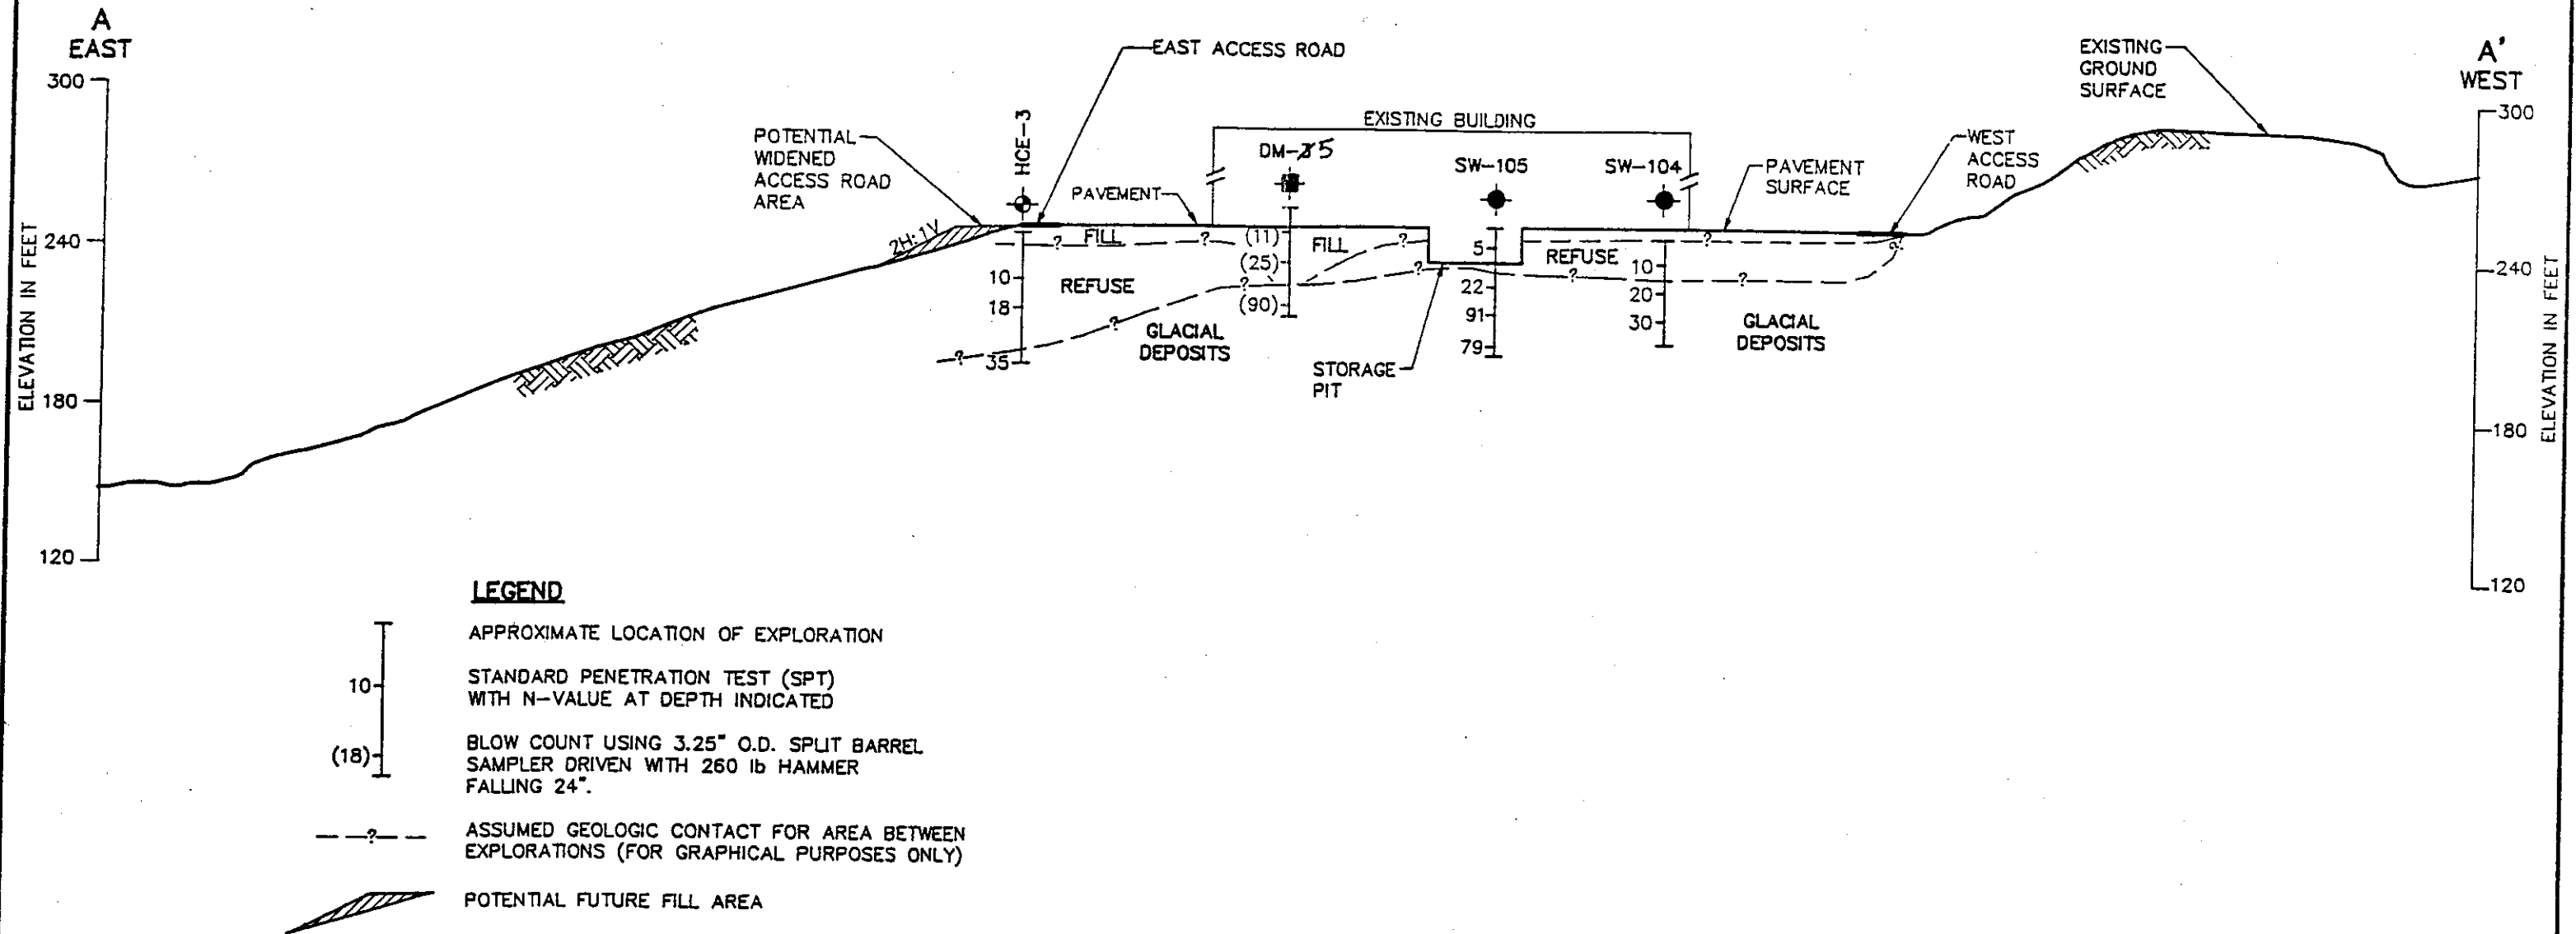 A
EAST
A'
WEST
300
240
180
120
ELEVATION IN FEET
300
240
180
120
ELEVATION IN FEET
EAST ACCESS ROAD
EXISTING
GROUND
SURFACE
POTENTIAL
WIDENED
ACCESS ROAD
AREA
HCE-3
EXISTING BUILDING
WEST
ACCESS
ROAD
PAVEMENT
SURFACE
PAVEMENT
SW-105
SW-104
2H:1V
FILL
FILL
REFUSE
REFUSE
GLACIAL
DEPOSITS
GLACIAL
DEPOSITS
STORAGE
PIT
10
18
35
(11)
(25)
(90)
5
22
91
79
10
20
30
?
?
?
?
?
?
?
?
?
?
?
?
LEGEND
APPROXIMATE LOCATION OF EXPLORATION
10
STANDARD PENETRATION TEST (SPT)
WITH N-VALUE AT DEPTH INDICATED
(18)
BLOW COUNT USING 3.25" O.D. SPLIT BARREL
SAMPLER DRIVEN WITH 260 lb HAMMER
FALLING 24".
?
ASSUMED GEOLOGIC CONTACT FOR AREA BETWEEN
EXPLORATIONS (FOR GRAPHICAL PURPOSES ONLY)
POTENTIAL FUTURE FILL AREA